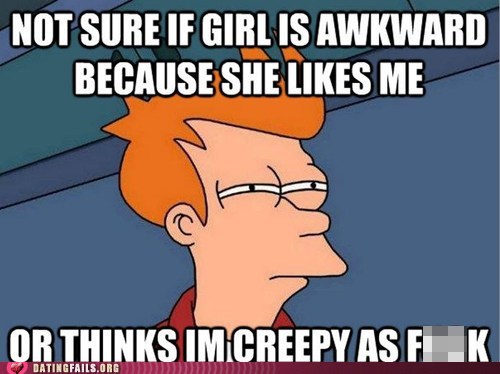 NOT SURE IF GIRL IS AWKWARD
BECAUSE SHE LIKES ME
OR THINKS IM CREEPY AS F K
DATINGFAILS.ORG